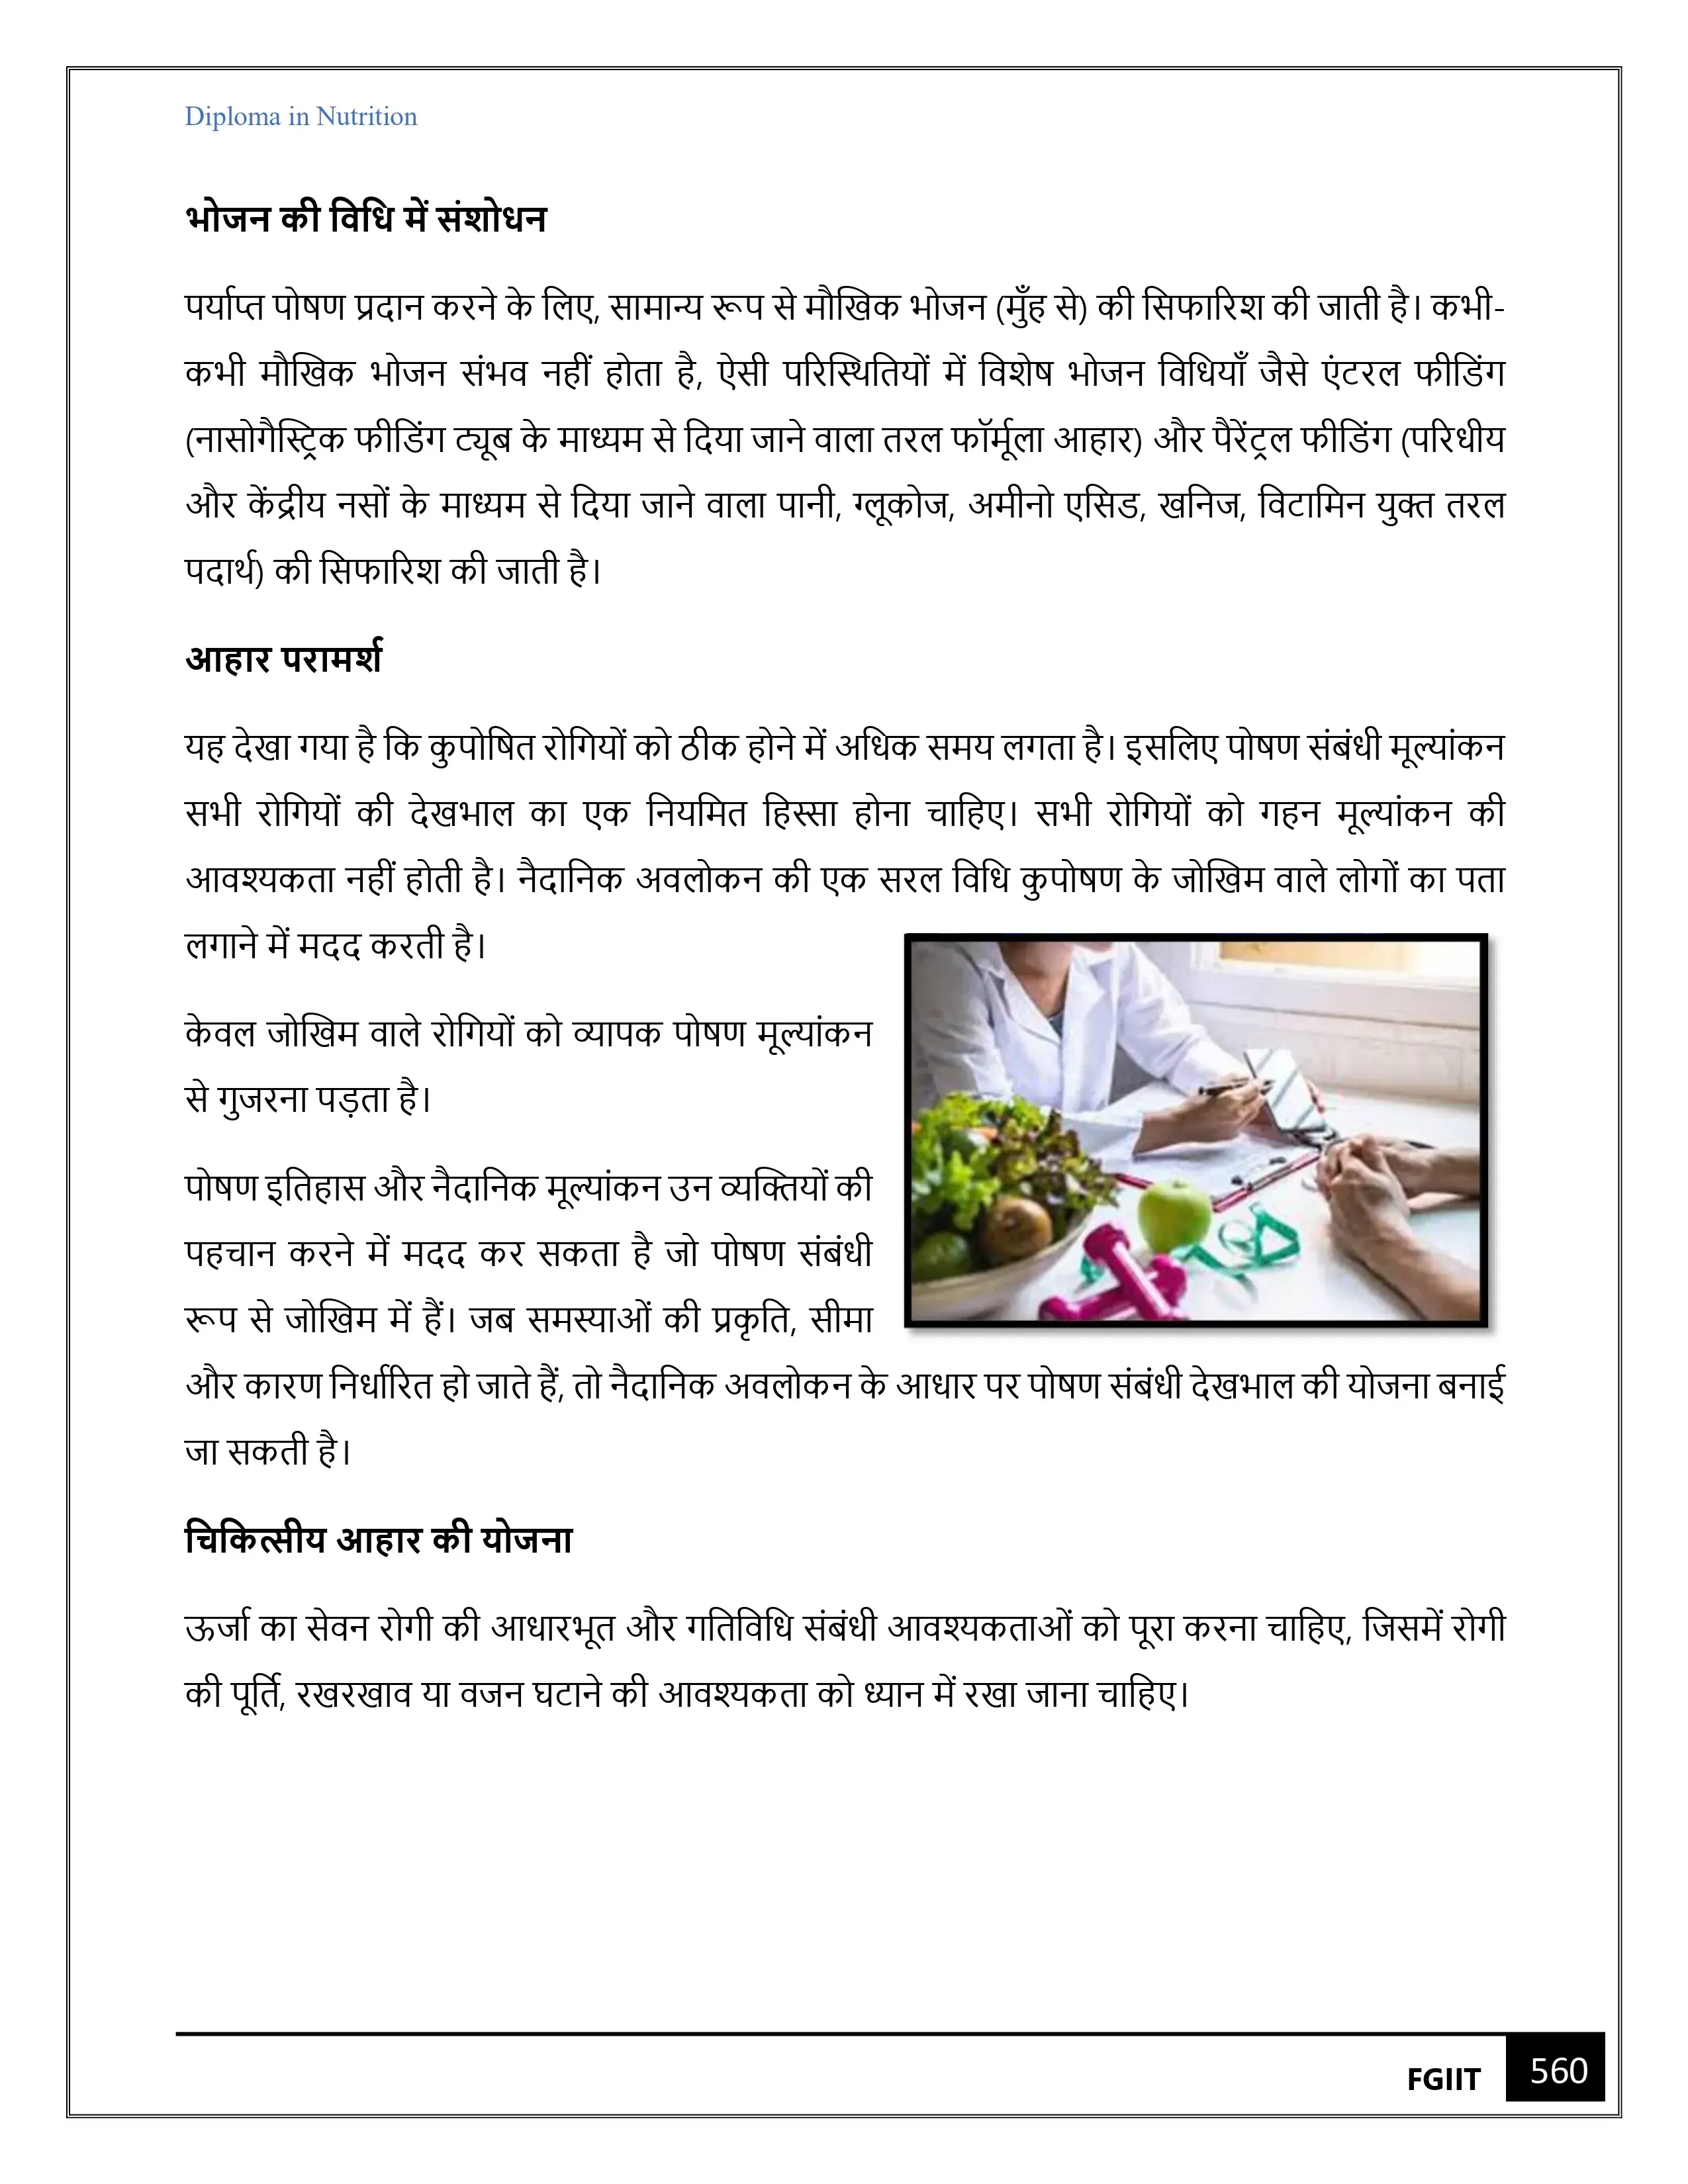 Diploma in Nutrition
भोजन की विधि में संशोधन
पर्याप्त पोषण प्रदान करने के लिए, सामान्य रूप से मौखिक भोजन (मुँह से) की सिफारिश की जाती है। कभी-
कभी मौखिक भोजन संभव नहीं होता है, ऐसी परिस्थितियों में विशेष भोजन विधियाँ जैसे एंटरल फीडिंग
(नासोगैस्ट्रिक फीडिंग ट्यूब के माध्यम से दिया जाने वाला तरल फॉर्मूला आहार) और पैरेंट्रल फीडिंग (परिधीय
और केंद्रीय नसों के माध्यम से दिया जाने वाला पानी, ग्लूकोज, अमीनो एसिड, खनिज, विटामिन युक्त तरल
पदार्थ) की सिफारिश की जाती है।
आहार परामर्श
यह देखा गया है कि कुपोषित रोगियों को ठीक होने में अधिक समय लगता है। इसलिए पोषण संबंधी मूल्यांकन
सभी रोगियों की देखभाल का एक नियमित हिस्सा होना चाहिए। सभी रोगियों को गहन मूल्यांकन की
आवश्यकता नहीं होती है। नैदानिक अवलोकन की एक सरल विधि कुपोषण के जोखिम वाले लोगों का पता
लगाने में मदद करती है।
केवल जोखिम वाले रोगियों को व्यापक पोषण मूल्यांकन
से गुजरना पड़ता है।
पोषण इतिहास और नैदानिक मूल्यांकन उन व्यक्तियों की
पहचान करने में मदद कर सकता है जो पोषण संबंधी
रूप से जोखिम में हैं। जब समस्याओं की प्रकृति, सीमा
और कारण निर्धारित हो जाते हैं, तो नैदानिक अवलोकन के आधार पर पोषण संबंधी देखभाल की योजना बनाई
जा सकती है।
चिकित्सीय आहार की योजना
ऊर्जा का सेवन रोगी की आधारभूत और गतिविधि संबंधी आवश्यकताओं को पूरा करना चाहिए, जिसमें रोगी
की पूर्ति, रखरखाव या वजन घटाने की आवश्यकता को ध्यान में रखा जाना चाहिए।
FGIIT 560